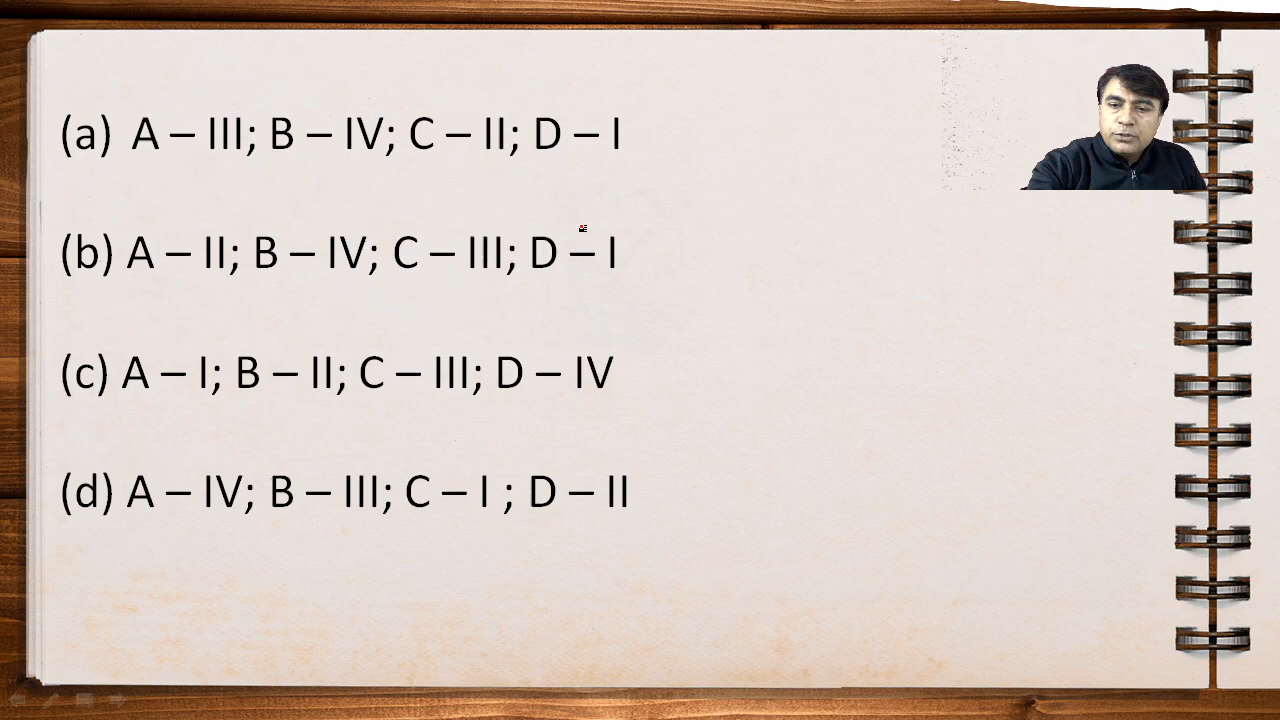 (a) A – III; B – IV; C – II; D – I
(b) A – II; B – IV; C – III; D – I
(c) A – I; B – II; C – III; D – IV
(d) A – IV; B – III; C – I ; D – II